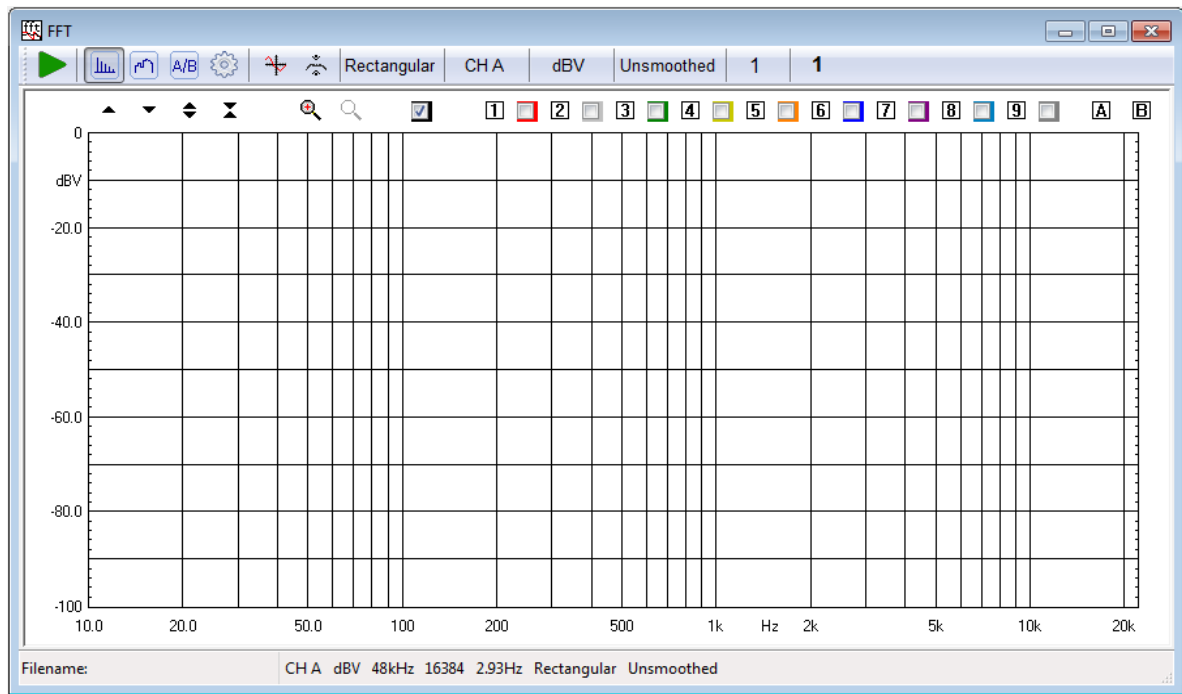 FFT
A/B Rectangular CH A dBV Unsmoothed 1 1
1 2 3 4 5 6 7 8 9 A B
0
dBV
-20.0
-40.0
-60.0
-80.0
-100
10.0 20.0 50.0 100 200 500 1k Hz 2k 5k 10k 20k
Filename: CH A dBV 48kHz 16384 2.93Hz Rectangular Unsmoothed